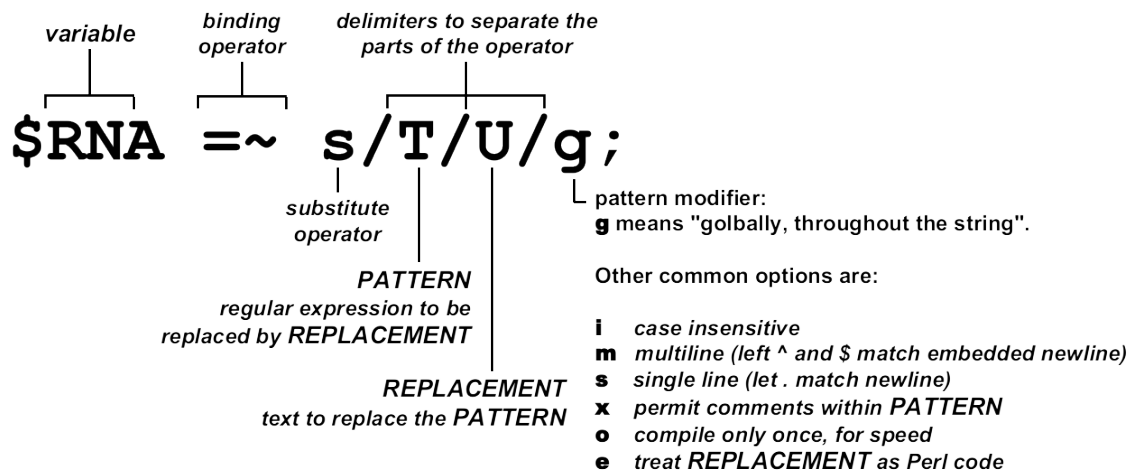 variable
binding
operator
delimiters to separate the
parts of the operator
$RNA =~ s/T/U/g;
substitute
operator
pattern modifier:
g means "golbally, throughout the string".
PATTERN
regular expression to be
replaced by REPLACEMENT
REPLACEMENT
text to replace the PATTERN
Other common options are:
i case insensitive
m multiline (left ^ and $ match embedded newline)
s single line (let . match newline)
x permit comments within PATTERN
o compile only once, for speed
e treat REPLACEMENT as Perl code